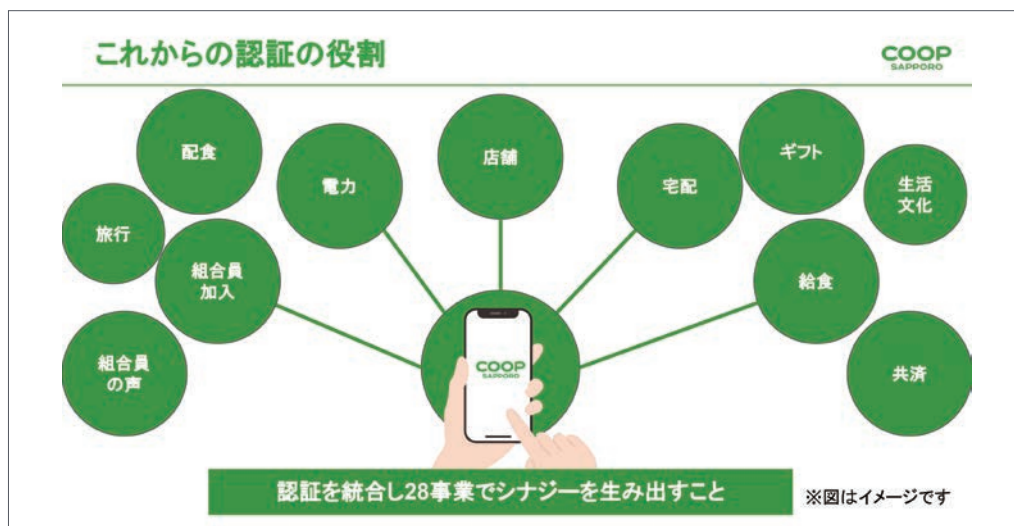 これからの認証の役割
COOP
SAPPORO
配食
電力
店舗
宅配
ギフト
生活
文化
旅行
組合員
加入
給食
組合員
の声
共済
COOP
SAPPORO
認証を統合し28事業でシナジーを生み出すこと
※図はイメージです